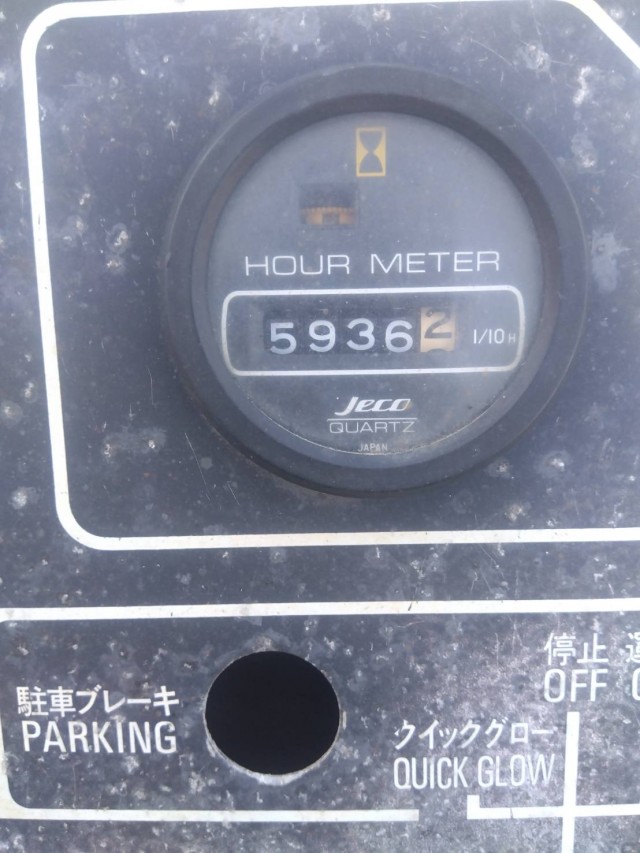 HOUR METER
59362 1/10H
Jeco
QUARTZ
JAPAN
停止
OFF
駐車ブレーキ
PARKING
クイックグロー
QUICK GLOW